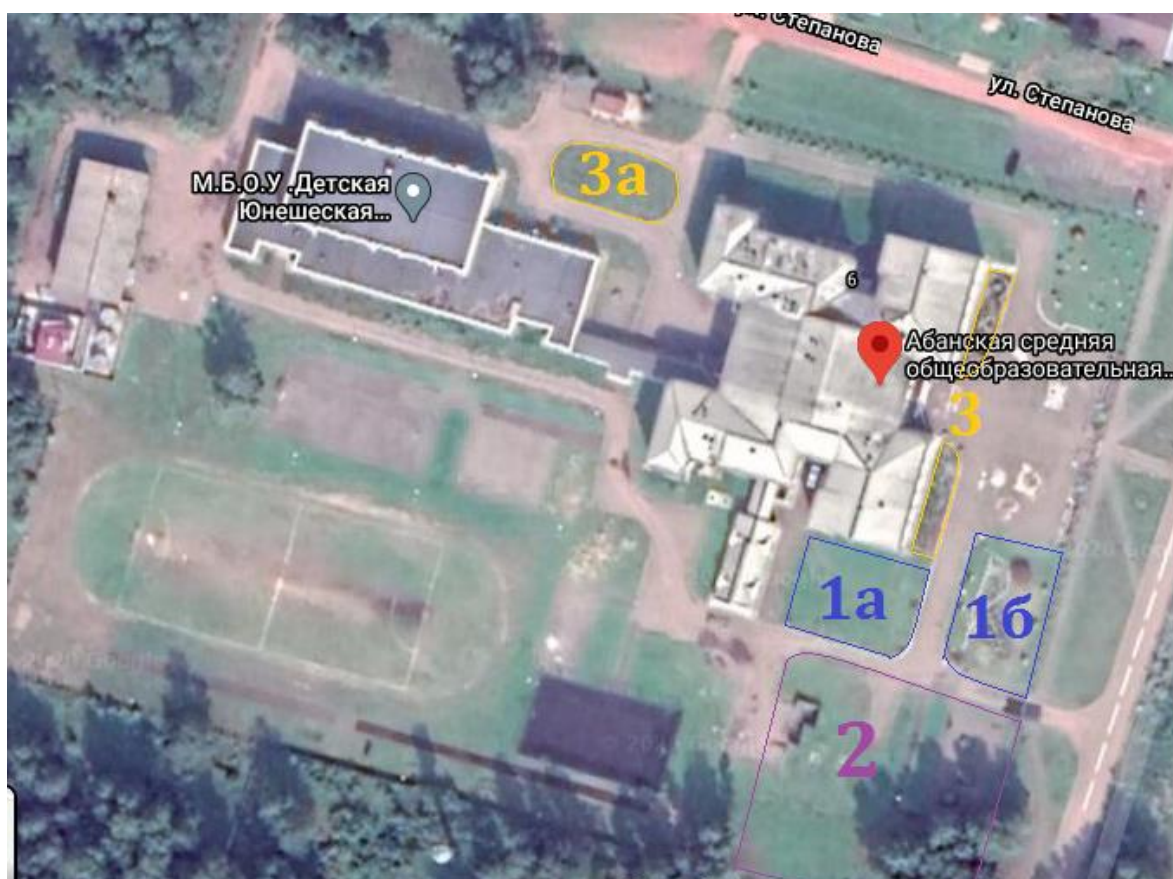 ул. Степанова
ул. Степанова
3а
М.Б.О.У .Детская
Юнешеская...
6
Абанская средняя
общеобразовательная...
3
1а
1б
2